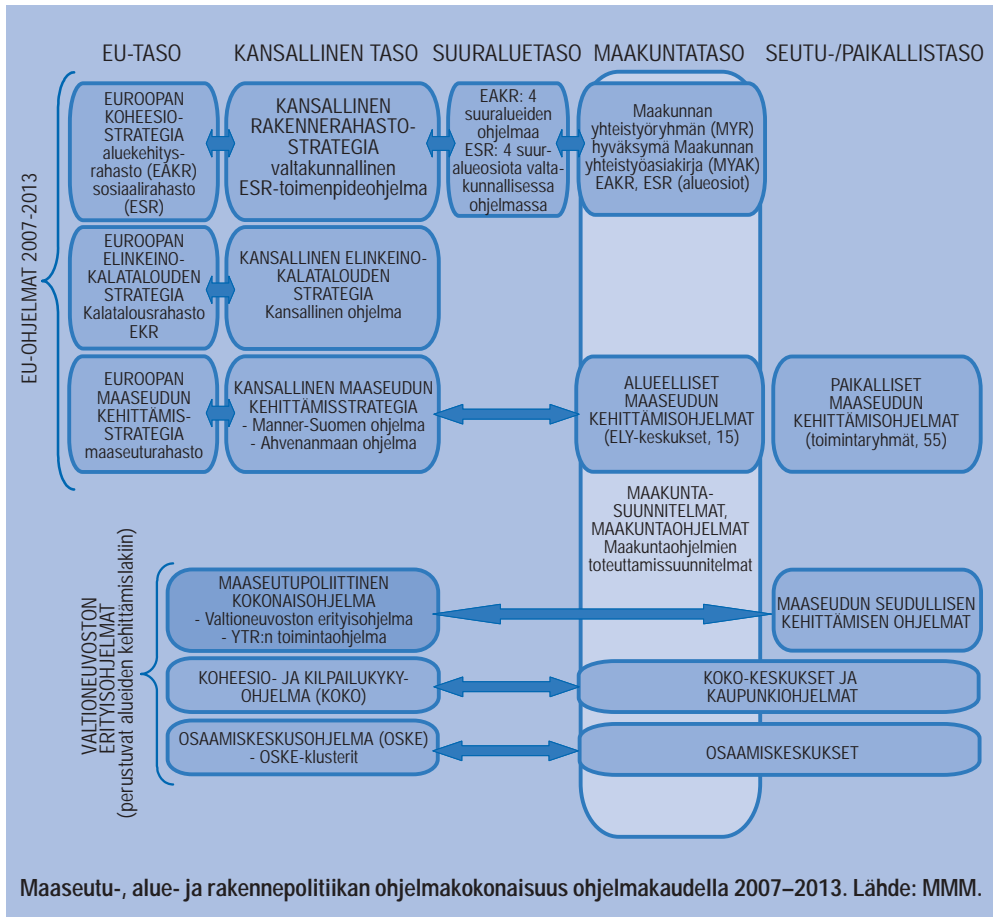 EU-TASO
KANSALLINEN TASO
SUURALUETASO
MAAKUNTATASO
SEUTU-/PAIKALLISTASO
EU-OHJELMAT 2007-2013
EUROOPAN
KOHEESIO-
STRATEGIA
aluekehitys-
rahasto (EAKR)
sosiaalirahasto
(ESR)
KANSALLINEN
RAKENNERAHASTO-
STRATEGIA
valtakunnallinen
ESR-toimenpideohjelma
EAKR: 4
suuralueiden
ohjelmaa
ESR: 4 suur-
alueosiota valta-
kunnallisessa
ohjelmassa
Maakunnan
yhteistyöryhmän (MYR)
hyväksymä Maakunnan
yhteistyöasiakirja (MYAK)
EAKR, ESR (alueosiot)
EUROOPAN
ELINKEINO-
KALATALOUDEN
STRATEGIA
Kalatalousrahasto
EKR
KANSALLINEN ELINKEINO-
KALATALOUDEN
STRATEGIA
Kansallinen ohjelma
EUROOPAN
MAASEUDUN
KEHITTÄMIS-
STRATEGIA
maaseuturahasto
KANSALLINEN MAASEUDUN
KEHITTÄMISSTRATEGIA
- Manner-Suomen ohjelma
- Ahvenanmaan ohjelma
ALUEELLISET
MAASEUDUN
KEHITTÄMISOHJELMAT
(ELY-keskukset, 15)
PAIKALLISET
MAASEUDUN
KEHITTÄMISOHJELMAT
(toimintaryhmät, 55)
MAAKUNTA-
SUUNNITELMAT,
MAAKUNTAOHJELMAT
Maakuntaohjelmien
toteuttamissuunnitelmat
VALTIONEUVOSTON
ERITYISOHJELMAT
(perustuvat alueiden kehittämislakiin)
MAASEUTUPOLIITTINEN
KOKONAISOHJELMA
- Valtioneuvoston erityisohjelma
- YTR:n toimintaohjelma
MAASEUDUN SEUDULLISEN
KEHITTÄMISEN OHJELMAT
KOHEESIO- JA KILPAILUKYKY-
OHJELMA (KOKO)
KOKO-KESKUKSET JA
KAUPUNKIOHJELMAT
OSAAMISKESKUSOHJELMA (OSKE)
- OSKE-klusterit
OSAAMISKESKUKSET
Maaseutu-, alue- ja rakennepolitiikan ohjelmakokonaisuus ohjelmakaudella 2007–2013. Lähde: MMM.